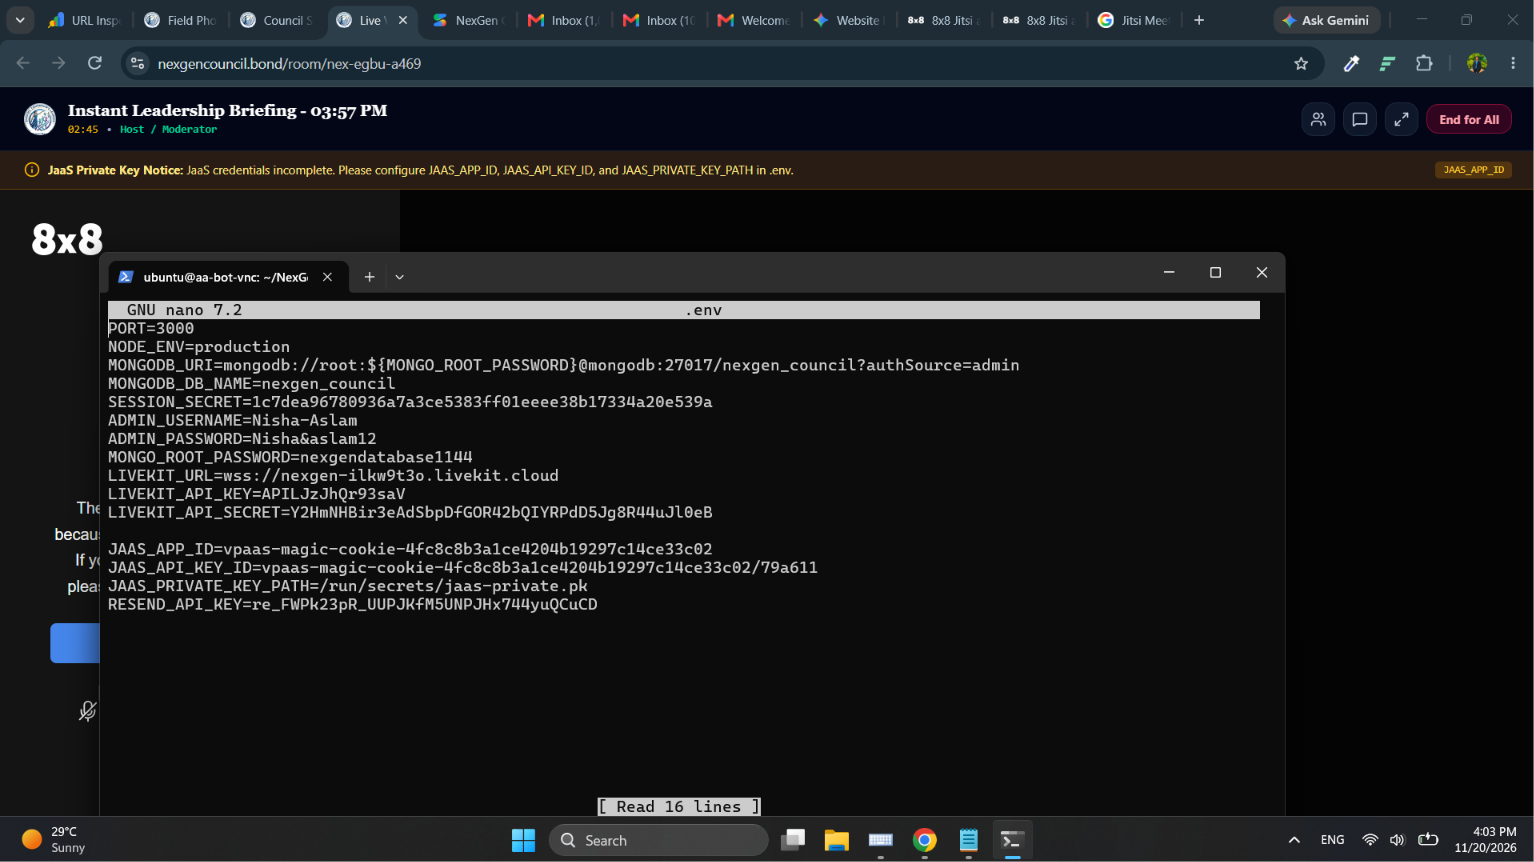 URL Insp
Field Pho
Council S
Live
NexGen
Inbox (1,
Inbox (10
Welcome
Website
8x8 8x8 Jitsi
8x8 8x8 Jitsi
Jitsi Mee
Ask Gemini
nexgencouncil.bond/room/nex-egbu-a469
Instant Leadership Briefing - 03:57 PM
02:45 • Host / Moderator
End for All
JaaS Private Key Notice: JaaS credentials incomplete. Please configure JAAS_APP_ID, JAAS_API_KEY_ID, and JAAS_PRIVATE_KEY_PATH in .env.
JAAS_APP_ID
8x8
ubuntu@aa-bot-vnc: ~/NexG
GNU nano 7.2 .env
PORT=3000
NODE_ENV=production
MONGODB_URI=mongodb://root:${MONGO_ROOT_PASSWORD}@mongodb:27017/nexgen_council?authSource=admin
MONGODB_DB_NAME=nexgen_council
SESSION_SECRET=1c7dea96780936a7a3ce5383ff01eeee38b17334a20e539a
ADMIN_USERNAME=Nisha-Aslam
ADMIN_PASSWORD=Nisha&aslam12
MONGO_ROOT_PASSWORD=nexgendatabase1144
LIVEKIT_URL=wss://nexgen-ilkw9t3o.livekit.cloud
LIVEKIT_API_KEY=APILJzJhQr93saV
LIVEKIT_API_SECRET=Y2HmNHBir3eAdSbpDfGOR42bQIYRPdD5Jg8R44uJl0eB
JAAS_APP_ID=vpaas-magic-cookie-4fc8c8b3a1ce4204b19297c14ce33c02
JAAS_API_KEY_ID=vpaas-magic-cookie-4fc8c8b3a1ce4204b19297c14ce33c02/79a611
JAAS_PRIVATE_KEY_PATH=/run/secrets/jaas-private.pk
RESEND_API_KEY=re_FWPk23pR_UUPJKfM5UNPJHx744yuQCuCD
The
becau
If yo
pleas
[ Read 16 lines ]
29°C
Sunny
Search
ENG
4:03 PM
11/20/2026